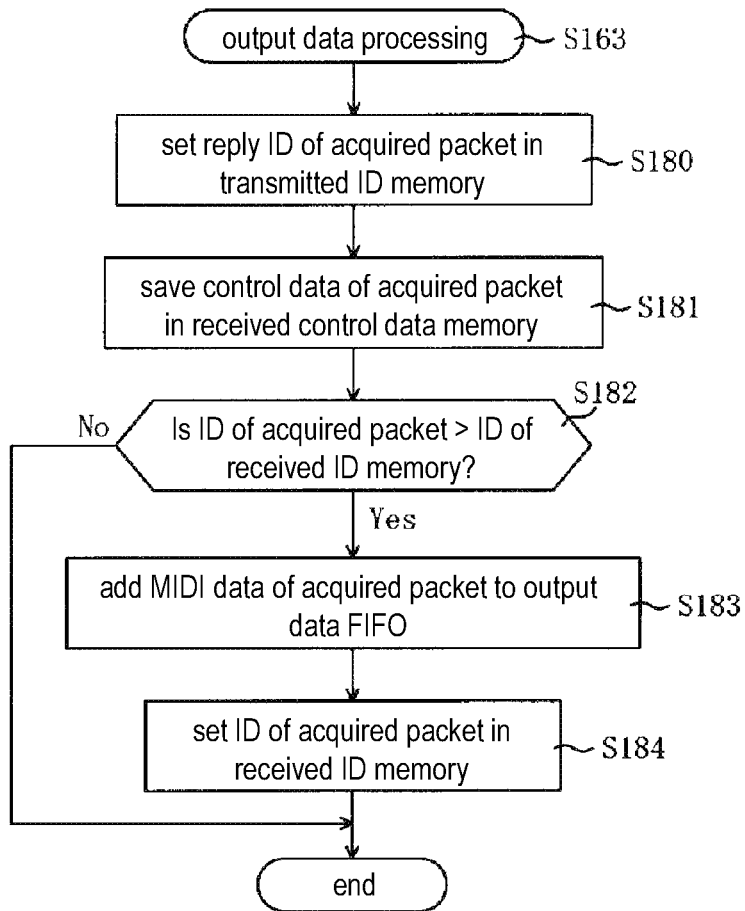 output data processing
S163
set reply ID of acquired packet in
transmitted ID memory
S180
save control data of acquired packet
in received control data memory
S181
S182
No
Is ID of acquired packet > ID of
received ID memory?
Yes
add MIDI data of acquired packet to output
data FIFO
S183
set ID of acquired packet in
received ID memory
S184
end